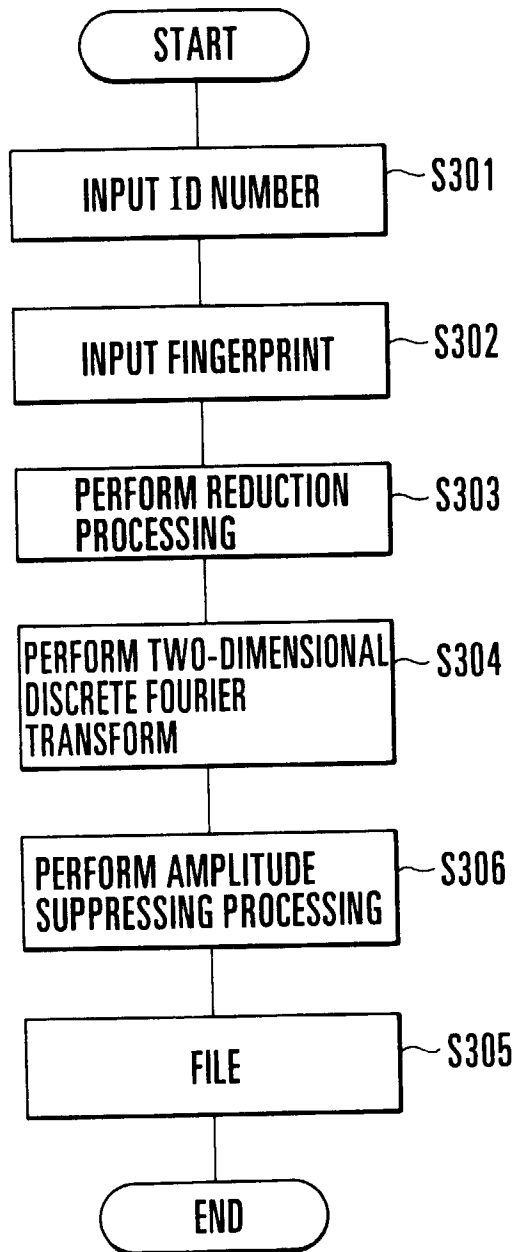 START
INPUT ID NUMBER
S301
INPUT FINGERPRINT
S302
PERFORM REDUCTION
PROCESSING
S303
PERFORM TWO-DIMENSIONAL
DISCRETE FOURIER
TRANSFORM
S304
PERFORM AMPLITUDE
SUPPRESSING PROCESSING
S306
FILE
S305
END